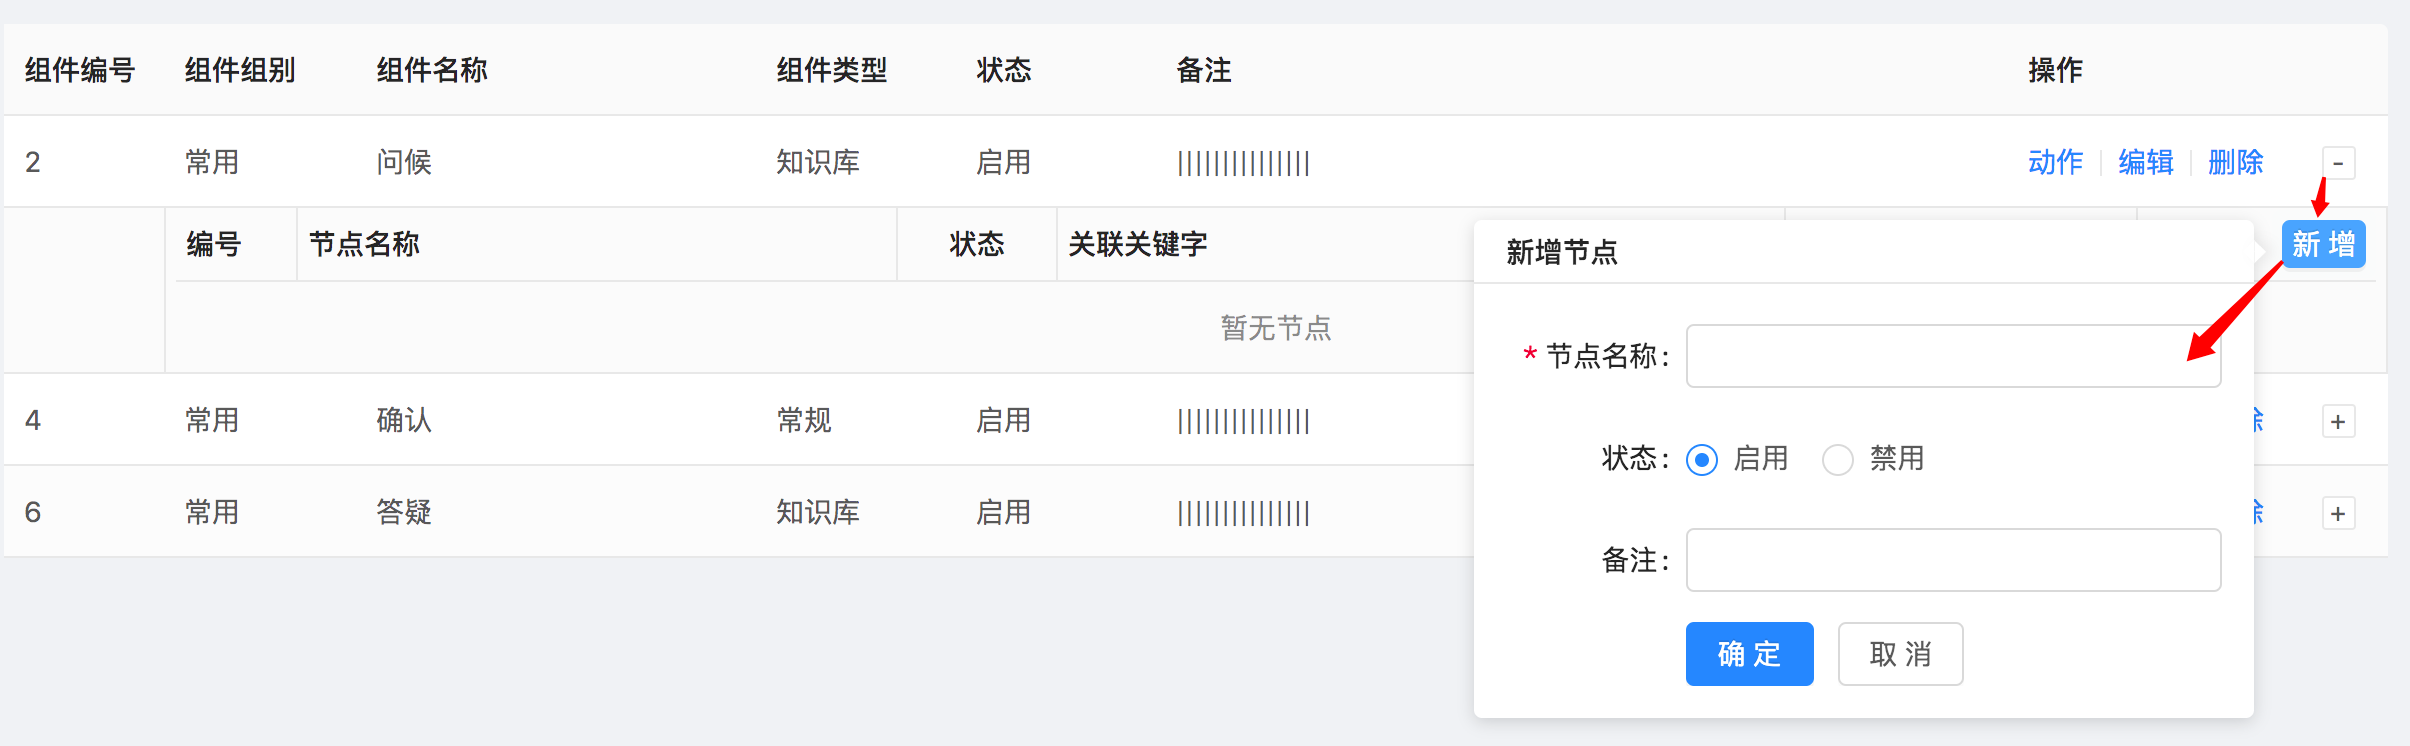 组件编号 组件组别 组件名称 组件类型 状态 备注 操作
2 常用 问候 知识库 启用 ||||||||||||||| 动作 编辑 删除 -
编号 节点名称 状态 关联关键字 新 增
新增节点
暂无节点
* 节点名称:
4 常用 确认 常规 启用 ||||||||||||||| 除 +
状态: 启用 禁用
6 常用 答疑 知识库 启用 ||||||||||||||| 除 +
备注:
确 定 取 消